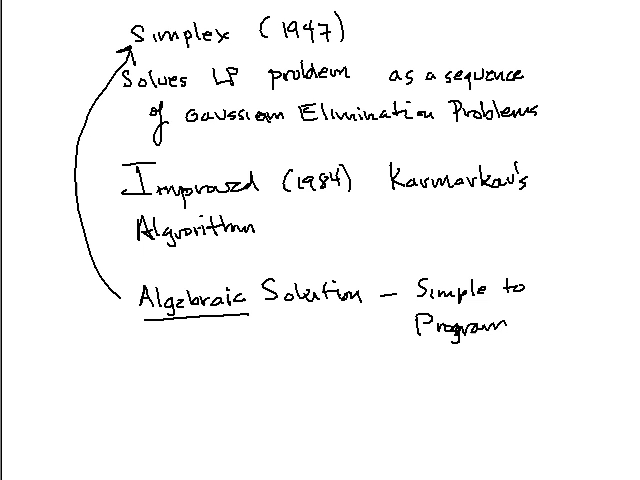 Simplex (1947)
Solves LP problem as a sequence
of Gaussian Elimination Problems
Improved (1984) Karmarkar's
Algorithm
Algebraic Solution - Simple to
Program